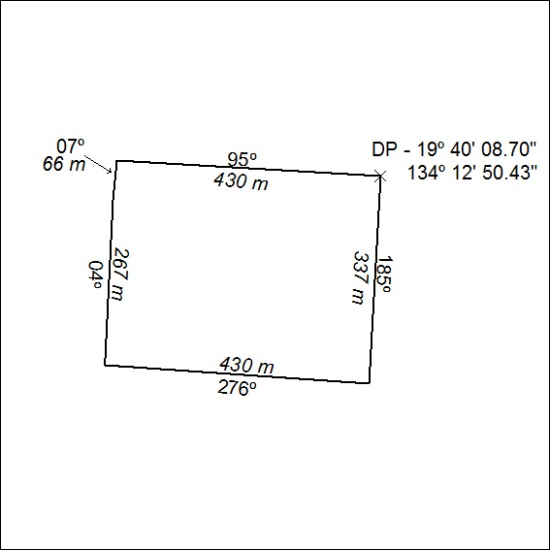 07º
66 m
95º
430 m
DP - 19º 40' 08.70"
134º 12' 50.43"
267 m
04º
337 m
185º
430 m
276º